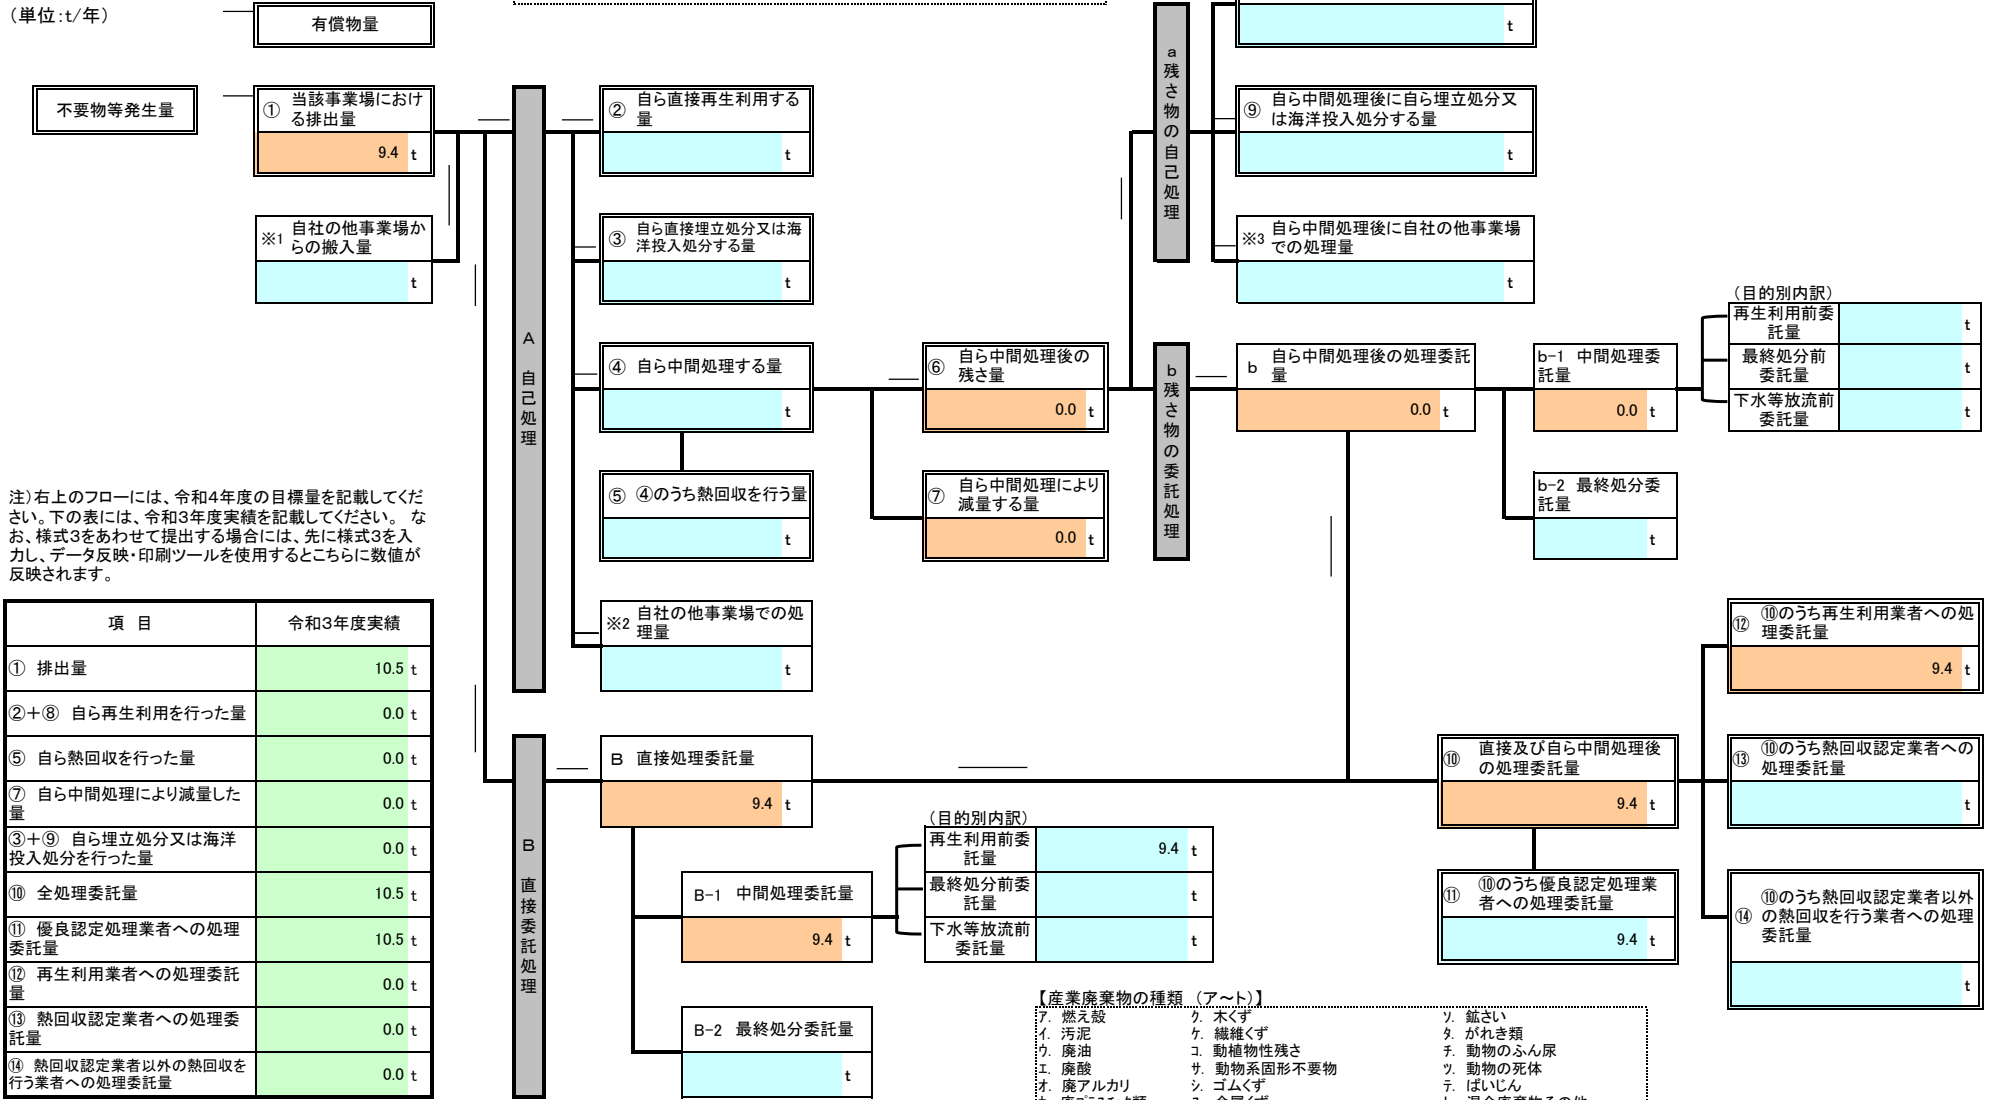 （単位：t/年）
有償物量
t
不要物等発生量
① 当該事業場におけ
る排出量
9.4 t
※1 自社の他事業場か
らの搬入量
t
A 自己処理
② 自ら直接再生利用する
量
t
③ 自ら直接埋立処分又は海
洋投入処分する量
t
④ 自ら中間処理する量
t
⑤ ④のうち熱回収を行う量
t
※2 自社の他事業場での処
理量
t
⑥ 自ら中間処理後の
残さ量
0.0 t
⑦ 自ら中間処理により
減量する量
0.0 t
a 残さ物の自己処理
⑨ 自ら中間処理後に自ら埋立処分又
は海洋投入処分する量
t
※3 自ら中間処理後に自社の他事業場
での処理量
t
b 残さ物の委託処理
b 自ら中間処理後の処理委託
量
0.0 t
b-1 中間処理委
託量
0.0 t
b-2 最終処分委
託量
t
（目的別内訳）
再生利用前委
託量
t
最終処分前
委託量
t
下水等放流前
委託量
t
注）右上のフローには、令和４年度の目標量を記載してくだ
さい。下の表には、令和３年度実績を記載してください。 な
お、様式３をあわせて提出する場合には、先に様式３を入
力し、データ反映・印刷ツールを使用するとこちらに数値が
反映されます。
項 目 令和３年度実績
① 排出量 10.5 t
②＋⑧ 自ら再生利用を行った量 0.0 t
⑤ 自ら熱回収を行った量 0.0 t
⑦ 自ら中間処理により減量した
量 0.0 t
③＋⑨ 自ら埋立処分又は海洋
投入処分を行った量 0.0 t
⑩ 全処理委託量 10.5 t
⑪ 優良認定処理業者への処理
委託量 10.5 t
⑫ 再生利用業者への処理委託
量 0.0 t
⑬ 熱回収認定業者への処理委
託量 0.0 t
⑭ 熱回収認定業者以外の熱回収を
行う業者への処理委託量 0.0 t
B 直接委託処理
B 直接処理委託量
9.4 t
B-1 中間処理委託量
9.4 t
B-2 最終処分委託量
t
（目的別内訳）
再生利用前委
託量
9.4 t
最終処分前委
託量
t
下水等放流前
委託量
t
⑩ 直接及び自ら中間処理後
の処理委託量
9.4 t
⑪ ⑩のうち優良認定処理業
者への処理委託量
9.4 t
⑫ ⑩のうち再生利用業者への処
理委託量
9.4 t
⑬ ⑩のうち熱回収認定業者への
処理委託量
t
⑭ ⑩のうち熱回収認定業者以外
の熱回収を行う業者への処理
委託量
t
【産業廃棄物の種類 （ア～ト）】
ア. 燃え殻 ク. 木くず ソ. 鉱さい
イ. 汚泥 ケ. 繊維くず タ. がれき類
ウ. 廃油 コ. 動植物性残さ チ. 動物のふん尿
エ. 廃酸 サ. 動物系固形不要物 ツ. 動物の死体
オ. 廃アルカリ シ. ゴムくず テ. ばいじん